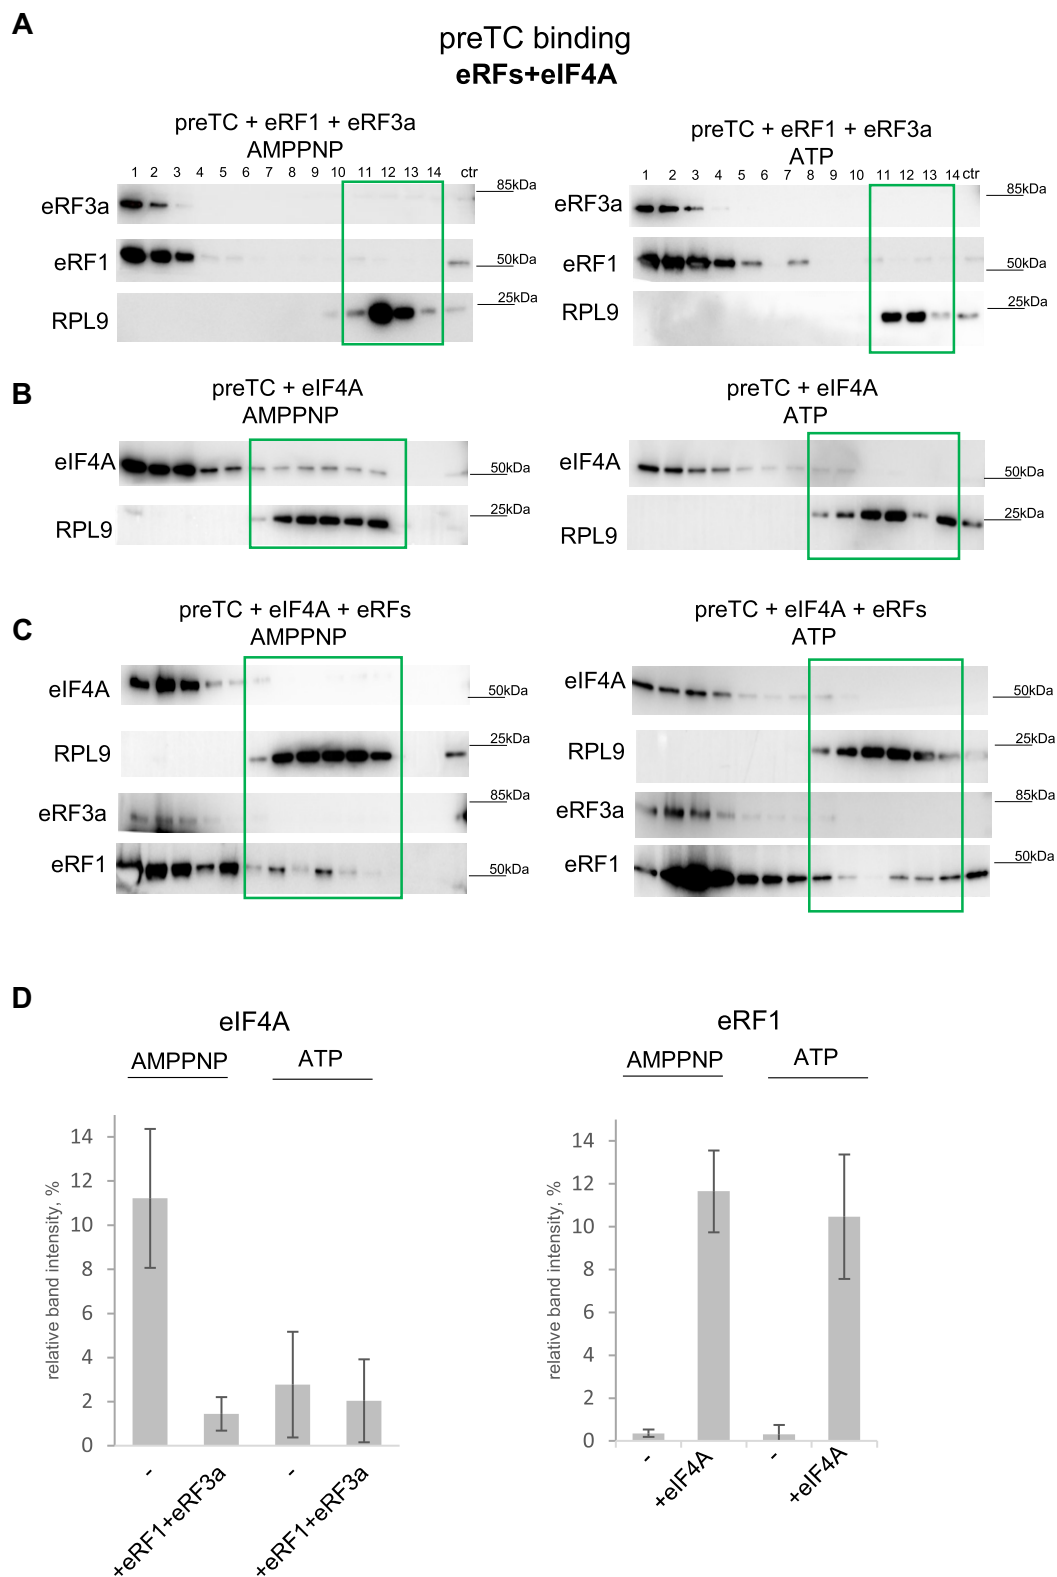 A
preTC binding
eRFs+eIF4A
preTC + eRF1 + eRF3a
AMPPNP
1 2 3 4 5 6 7 8 9 10 11 12 13 14 ctr
eRF3a
85kDa
eRF1
50kDa
RPL9
25kDa
preTC + eRF1 + eRF3a
ATP
1 2 3 4 5 6 7 8 9 10 11 12 13 14 ctr
eRF3a
85kDa
eRF1
50kDa
RPL9
25kDa
B
preTC + eIF4A
AMPPNP
eIF4A
50kDa
RPL9
25kDa
preTC + eIF4A
ATP
eIF4A
50kDa
RPL9
25kDa
C
preTC + eIF4A + eRFs
AMPPNP
eIF4A
50kDa
RPL9
25kDa
eRF3a
85kDa
eRF1
50kDa
preTC + eIF4A + eRFs
ATP
eIF4A
50kDa
RPL9
25kDa
eRF3a
85kDa
eRF1
50kDa
D
eIF4A
AMPPNP ATP
relative band intensity, %
14
12
10
8
6
4
2
0
-
+eRF1+eRF3a
-
+eRF1+eRF3a
eRF1
AMPPNP ATP
relative band intensity, %
14
12
10
8
6
4
2
0
-
+eIF4A
-
+eIF4A